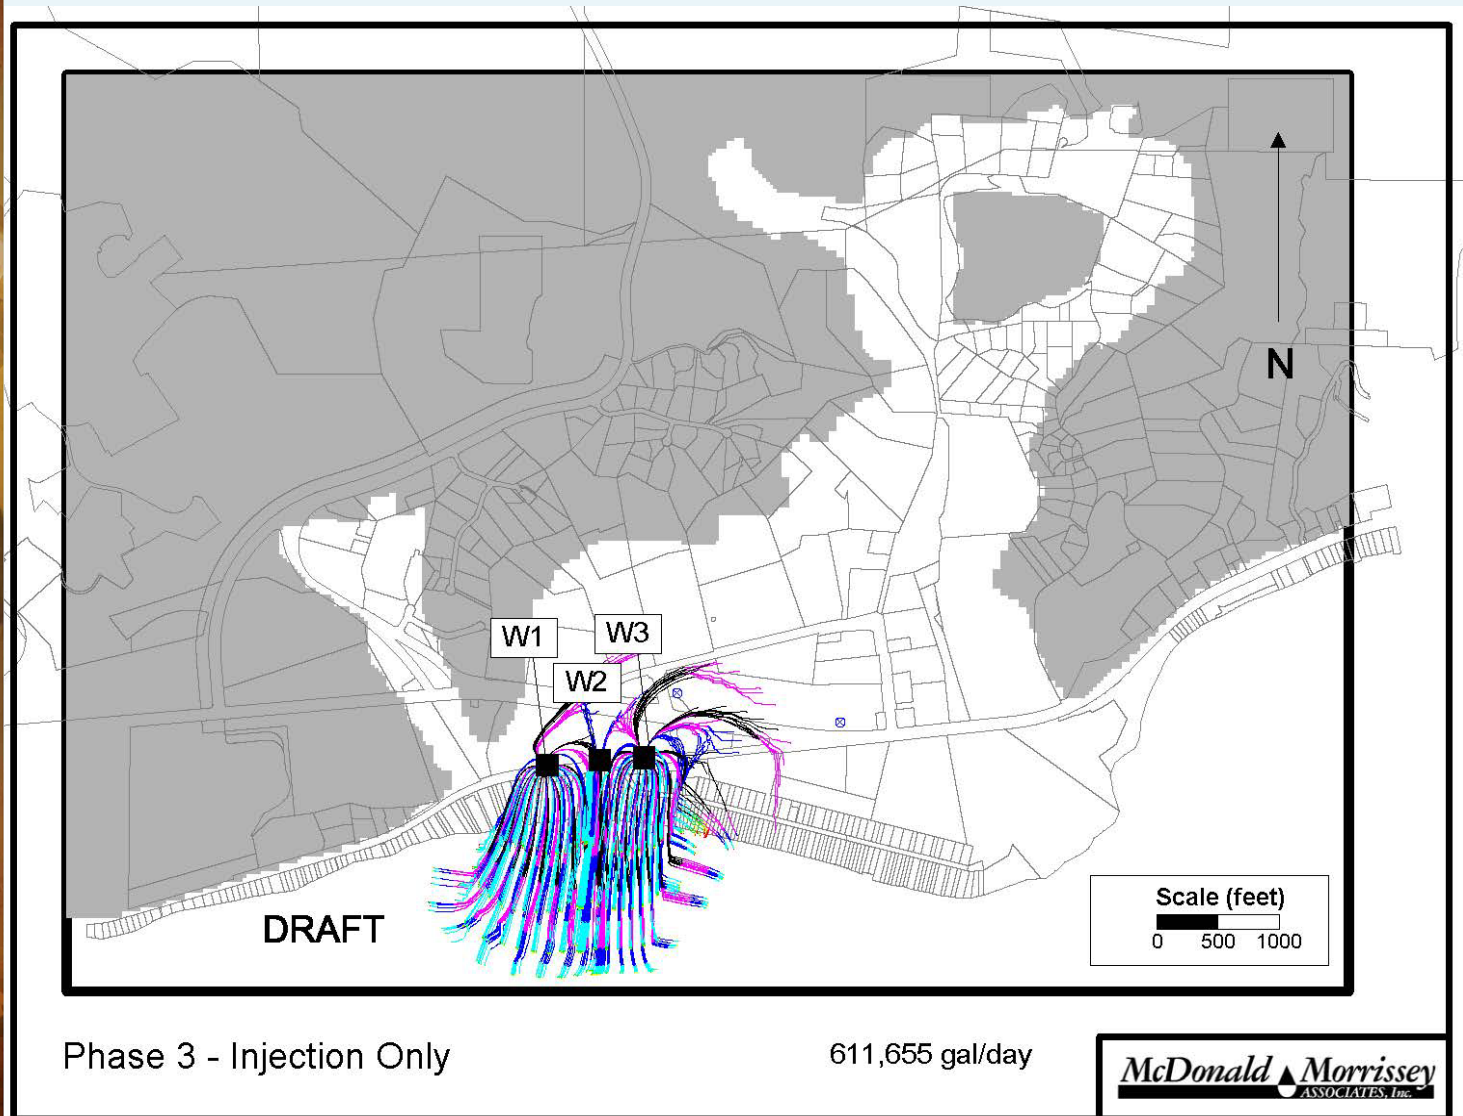 N
W1
W3
W2
DRAFT
Scale (feet)
0 500 1000
Phase 3 - Injection Only
611,655 gal/day
McDonald Morrissey
ASSOCIATES, Inc.